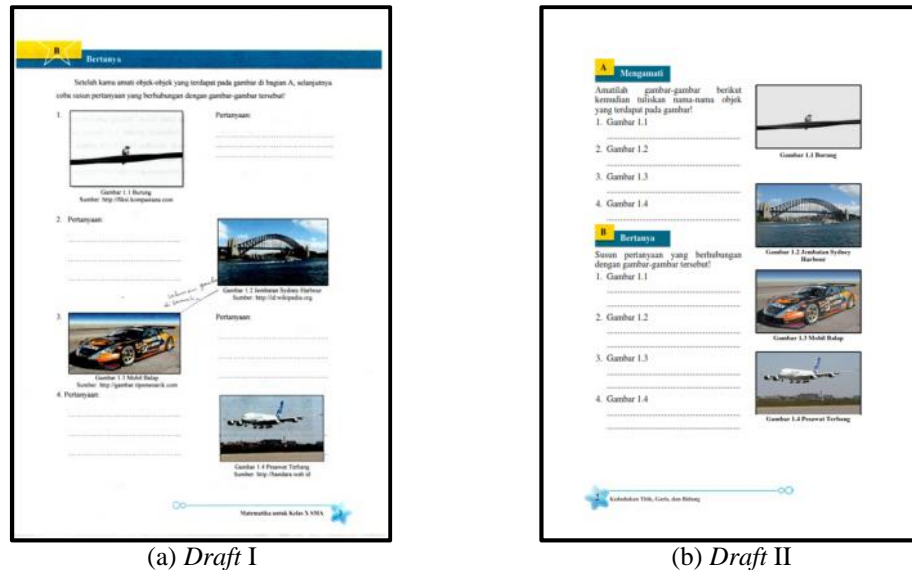 B
Bertanya
Setelah kamu amati objek-objek yang terdapat pada gambar di bagian A, selanjutnya
coba susun pertanyaan yang berhubungan dengan gambar-gambar tersebut!
1.
Pertanyaan:
Gambar 1.1 Burung
Sumber: http://fiksi.kompasiana.com
2. Pertanyaan:
Gambar 1.2 Jembatan Sydney Harbour
Sumber: http://id.wikipedia.org
3.
Pertanyaan:
Gambar 1.3 Mobil Balap
4. Pertanyaan:
Gambar 1.4 Pesawat Terbang
Sumber: http://bandara.web.id
Matematika untuk Kelas X SMA
3
(a) Draft I
A
Mengamati
Amatilah gambar-gambar berikut
kemudian tuliskan nama-nama objek
yang terdapat pada gambar!
1. Gambar 1.1
2. Gambar 1.2
3. Gambar 1.3
4. Gambar 1.4
Gambar 1.1 Burung
Gambar 1.2 Jembatan Sydney
Harbour
B
Bertanya
Susun pertanyaan yang berhubungan
dengan gambar-gambar tersebut!
1. Gambar 1.1
2. Gambar 1.2
3. Gambar 1.3
4. Gambar 1.4
Gambar 1.3 Mobil Balap
Gambar 1.4 Pesawat Terbang
2
Kedudukan Titik, Garis, dan Bidang
(b) Draft II